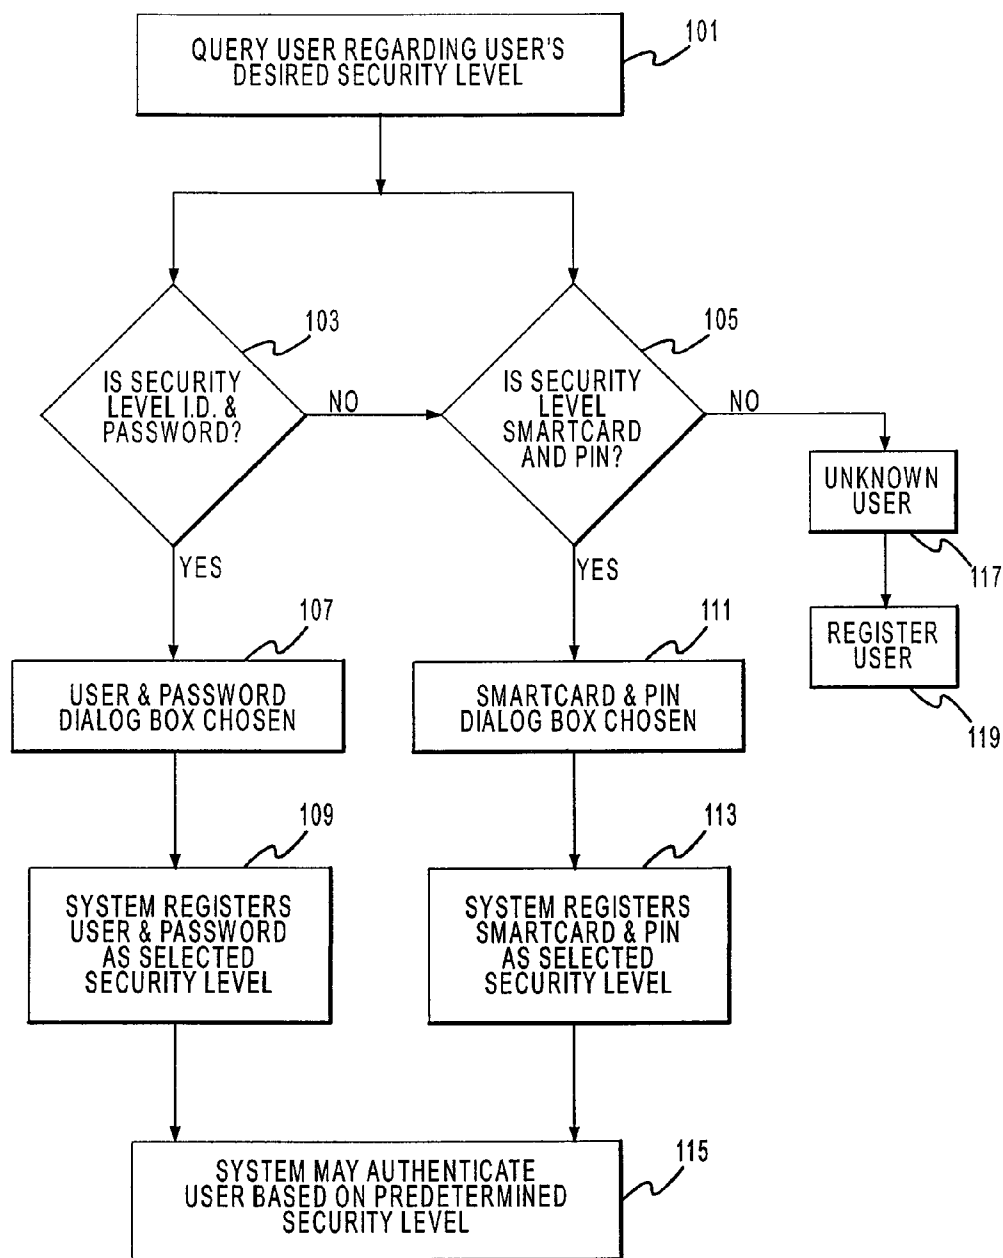 QUERY USER REGARDING USER'S
DESIRED SECURITY LEVEL
101
IS SECURITY
LEVEL I.D. &
PASSWORD?
103
NO
YES
IS SECURITY
LEVEL
SMARTCARD
AND PIN?
105
NO
YES
UNKNOWN
USER
117
REGISTER
USER
119
USER & PASSWORD
DIALOG BOX CHOSEN
107
SMARTCARD & PIN
DIALOG BOX CHOSEN
111
SYSTEM REGISTERS
USER & PASSWORD
AS SELECTED
SECURITY LEVEL
109
SYSTEM REGISTERS
SMARTCARD & PIN
AS SELECTED
SECURITY LEVEL
113
SYSTEM MAY AUTHENTICATE
USER BASED ON PREDETERMINED
SECURITY LEVEL
115